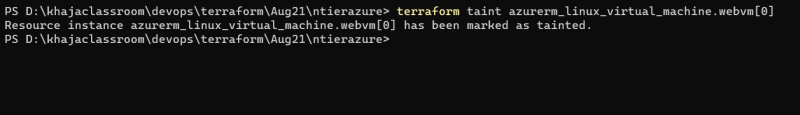 PS D:\khajaclassroom\devops\terraform\Aug21\ntierazure> terraform taint azurerm_linux_virtual_machine.webvm[0]
Resource instance azurerm_linux_virtual_machine.webvm[0] has been marked as tainted.
PS D:\khajaclassroom\devops\terraform\Aug21\ntierazure>